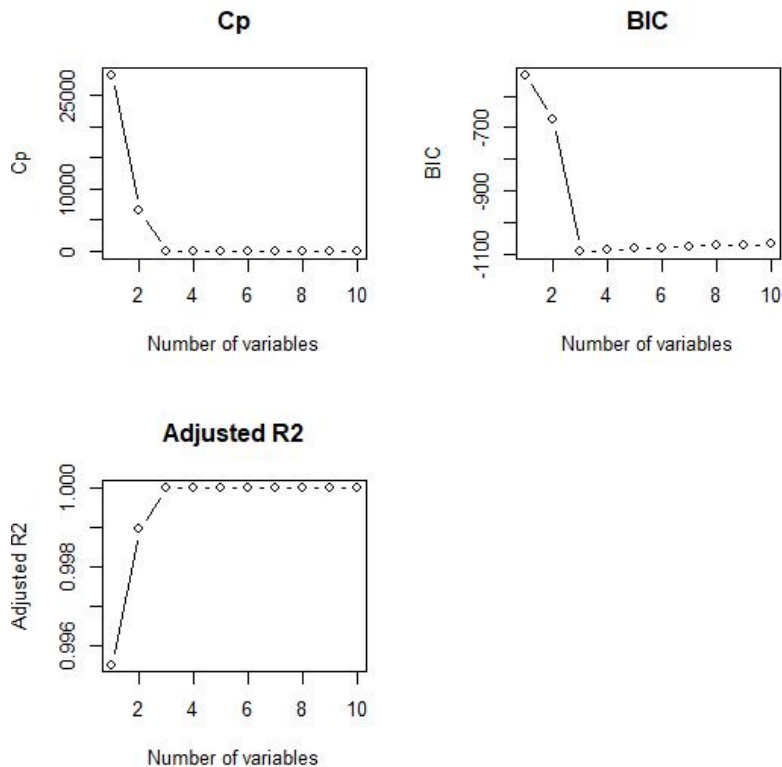 Cp
25000
10000
0
Cp
2 4 6 8 10
Number of variables
BIC
-700
-900
-1100
BIC
2 4 6 8 10
Number of variables
Adjusted R2
1.000
0.998
0.996
Adjusted R2
2 4 6 8 10
Number of variables